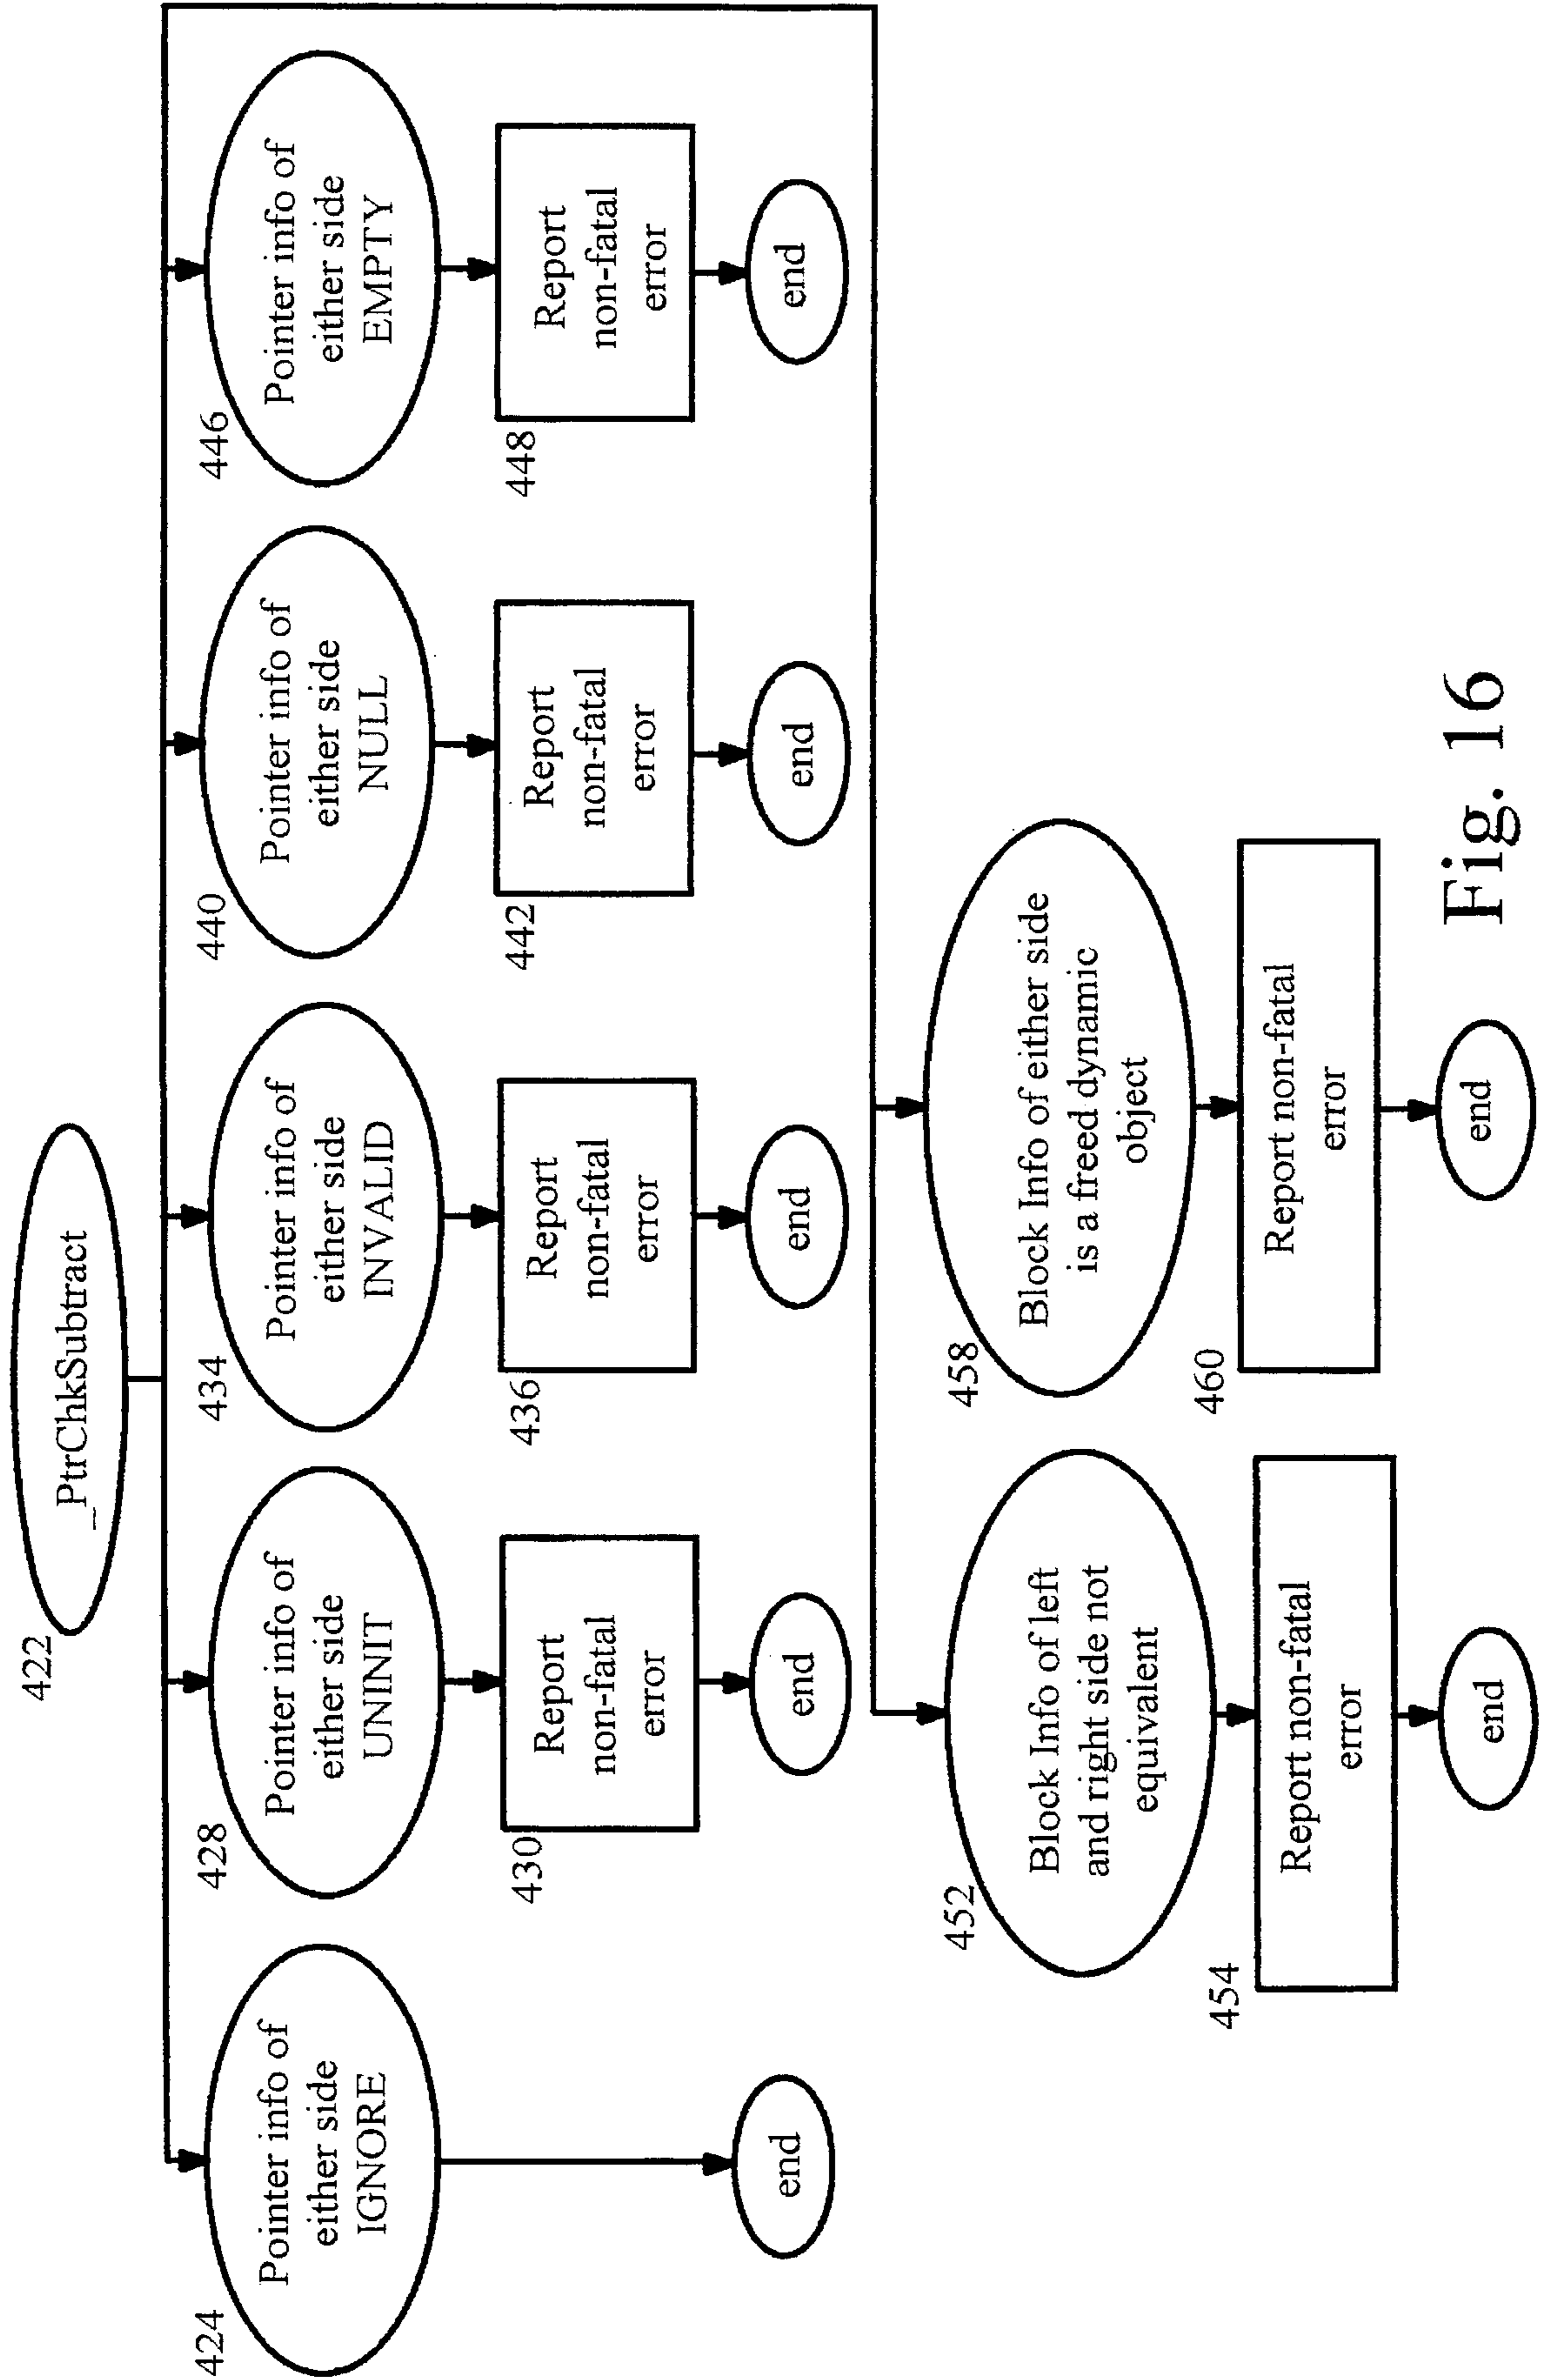 422
_PtrChkSubtract
424
Pointer info of
either side
IGNORE
end
428
Pointer info of
either side
UNINIT
430
Report
non-fatal
error
end
434
Pointer info of
either side
INVALID
436
Report
non-fatal
error
end
440
Pointer info of
either side
NULL
442
Report
non-fatal
error
end
446
Pointer info of
either side
EMPTY
448
Report
non-fatal
error
end
452
Block Info of left
and right side not
equivalent
454
Report non-fatal
error
end
458
Block Info of either side
is a freed dynamic
object
460
Report non-fatal
error
end
Fig. 16